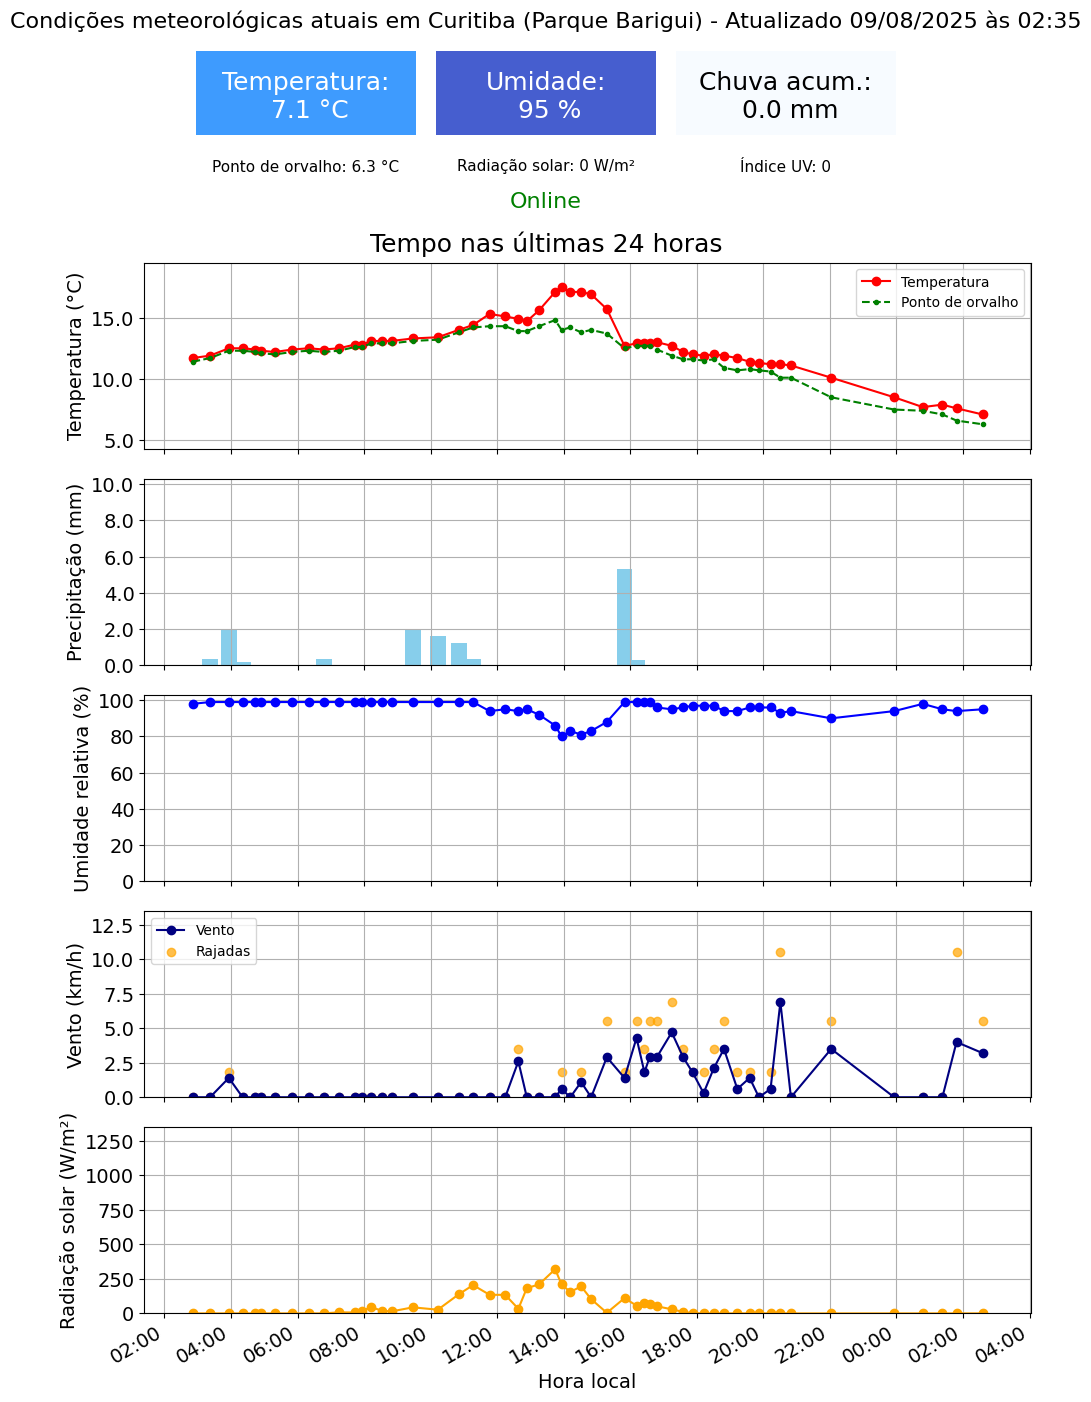 Condições meteorológicas atuais em Curitiba (Parque Barigui) - Atualizado 09/08/2025 às 02:35
Temperatura:
7.1 °C
Umidade:
95 %
Chuva acum.:
0.0 mm
Ponto de orvalho: 6.3 °C
Radiação solar: 0 W/m²
Índice UV: 0
Online
Tempo nas últimas 24 horas
Temperatura (°C)
15.0
10.0
5.0
Temperatura
Ponto de orvalho
Precipitação (mm)
10.0
8.0
6.0
4.0
2.0
0.0
Umidade relativa (%)
100
80
60
40
20
0
Vento (km/h)
12.5
10.0
7.5
5.0
2.5
0.0
Vento
Rajadas
Radiação solar (W/m²)
1250
1000
750
500
250
0
02:00
04:00
06:00
08:00
10:00
12:00
14:00
16:00
18:00
20:00
22:00
00:00
02:00
04:00
Hora local